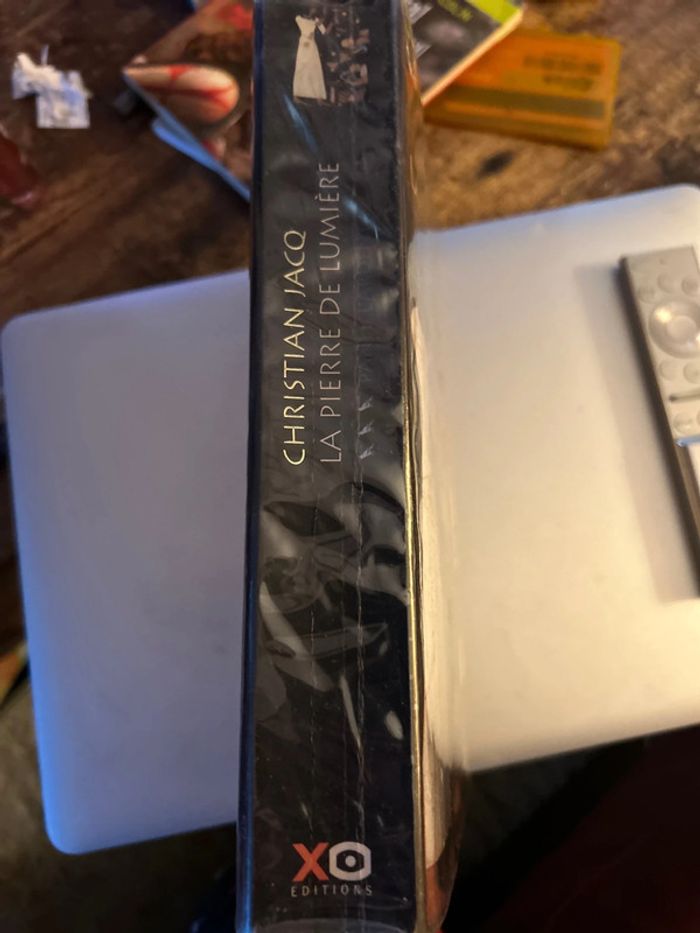 CHRISTIAN JACQ
LA PIERRE DE LUMIÈRE
XO
EDITIONS